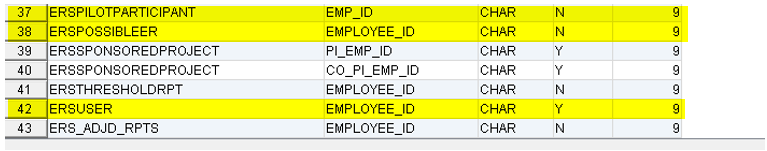 37 ERSPILOTPARTICIPANT EMP_ID CHAR N 9
38 ERSPOSSIBLEER EMPLOYEE_ID CHAR N 9
39 ERSSPONSOREDPROJECT PI_EMP_ID CHAR Y 9
40 ERSSPONSOREDPROJECT CO_PI_EMP_ID CHAR Y 9
41 ERSTHRESHOLDRPT EMPLOYEE_ID CHAR N 9
42 ERSUSER EMPLOYEE_ID CHAR Y 9
43 ERS_ADJD_RPTS EMPLOYEE_ID CHAR N 9